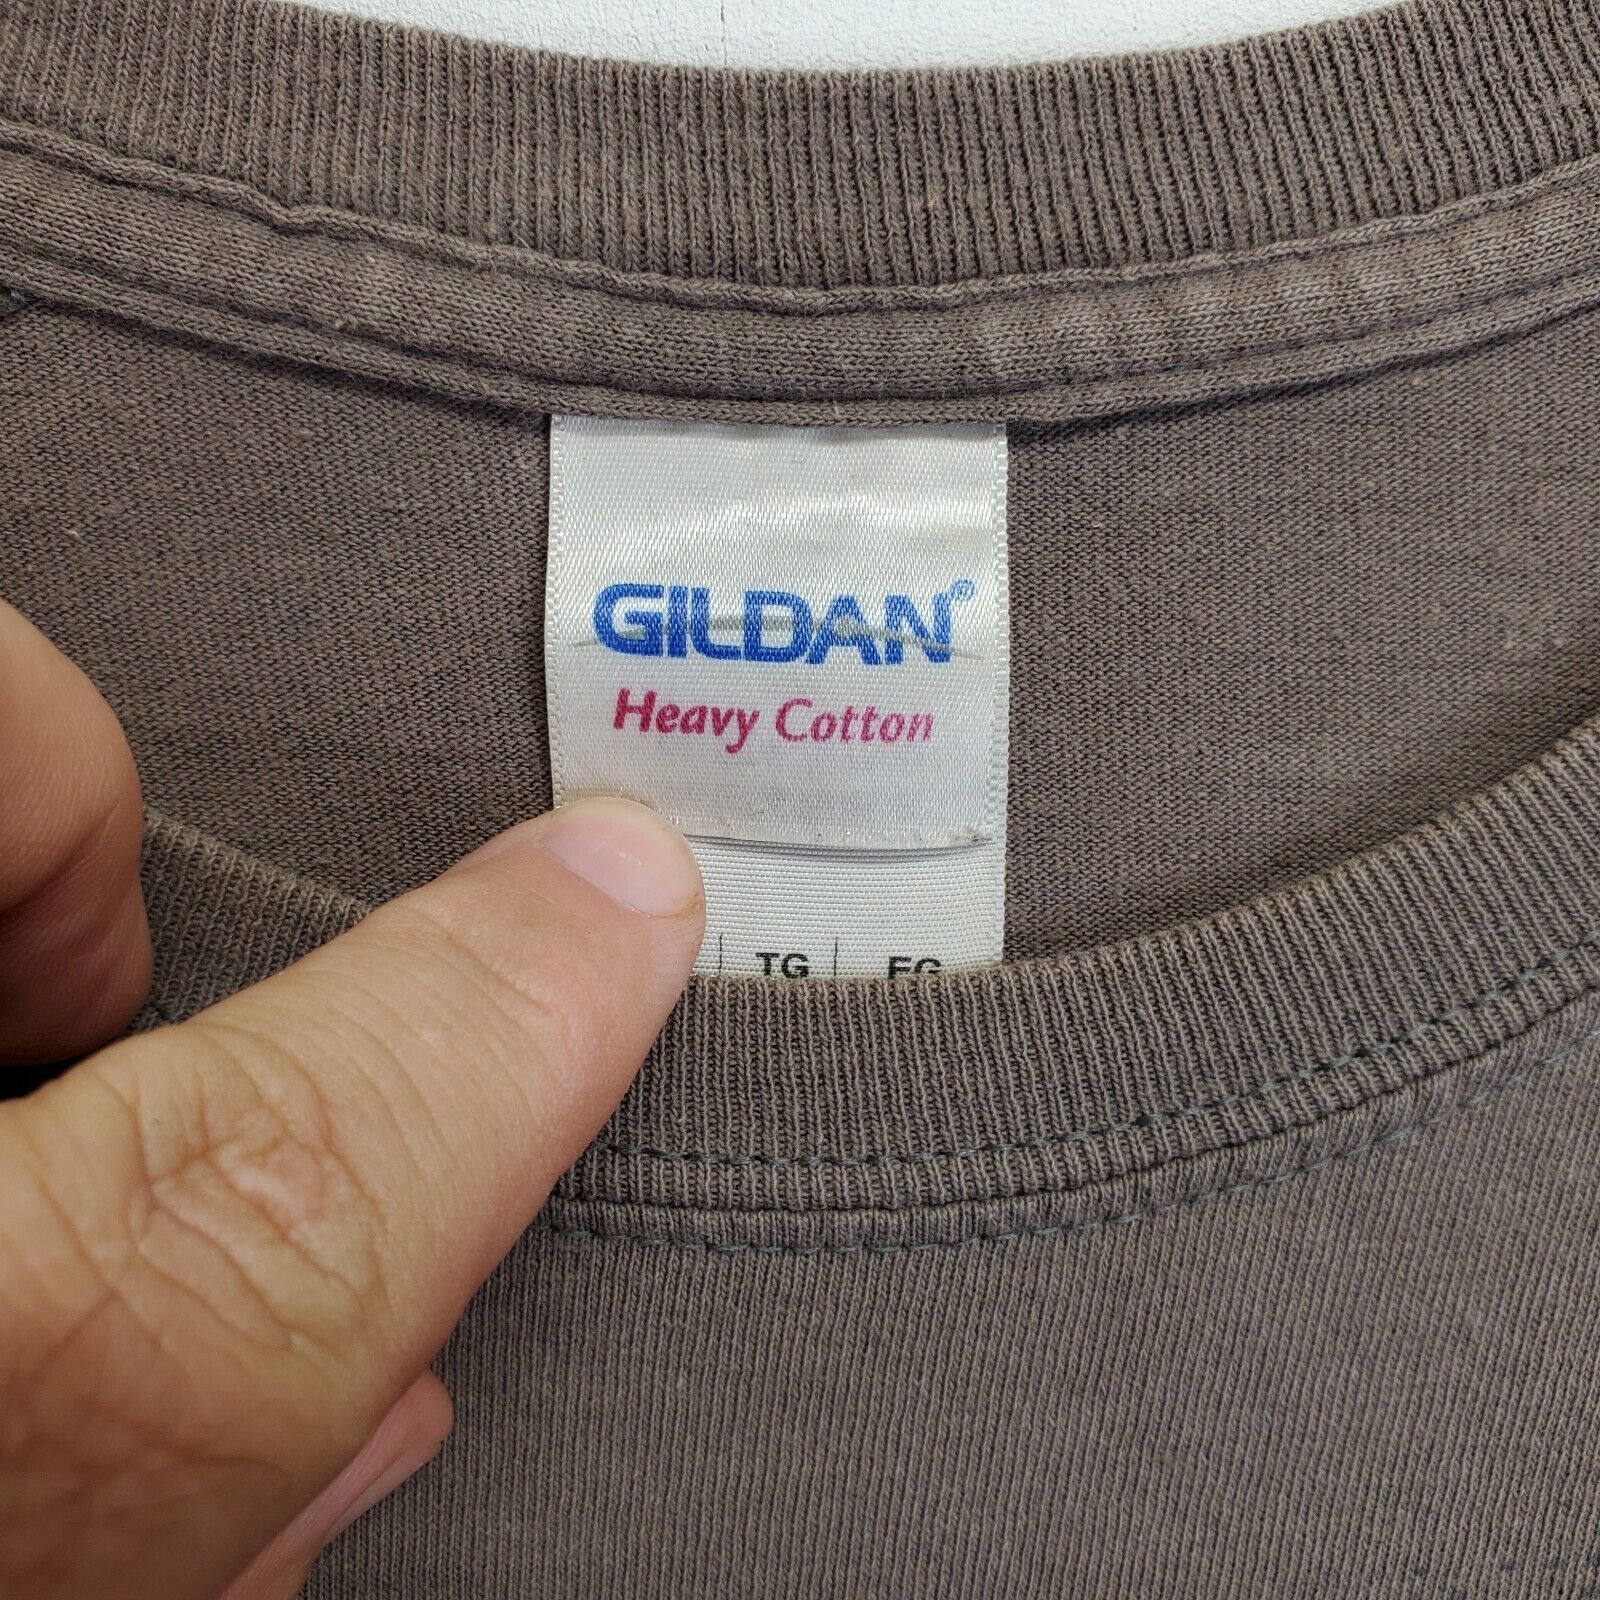 GILDAN®
Heavy Cotton
TG EG